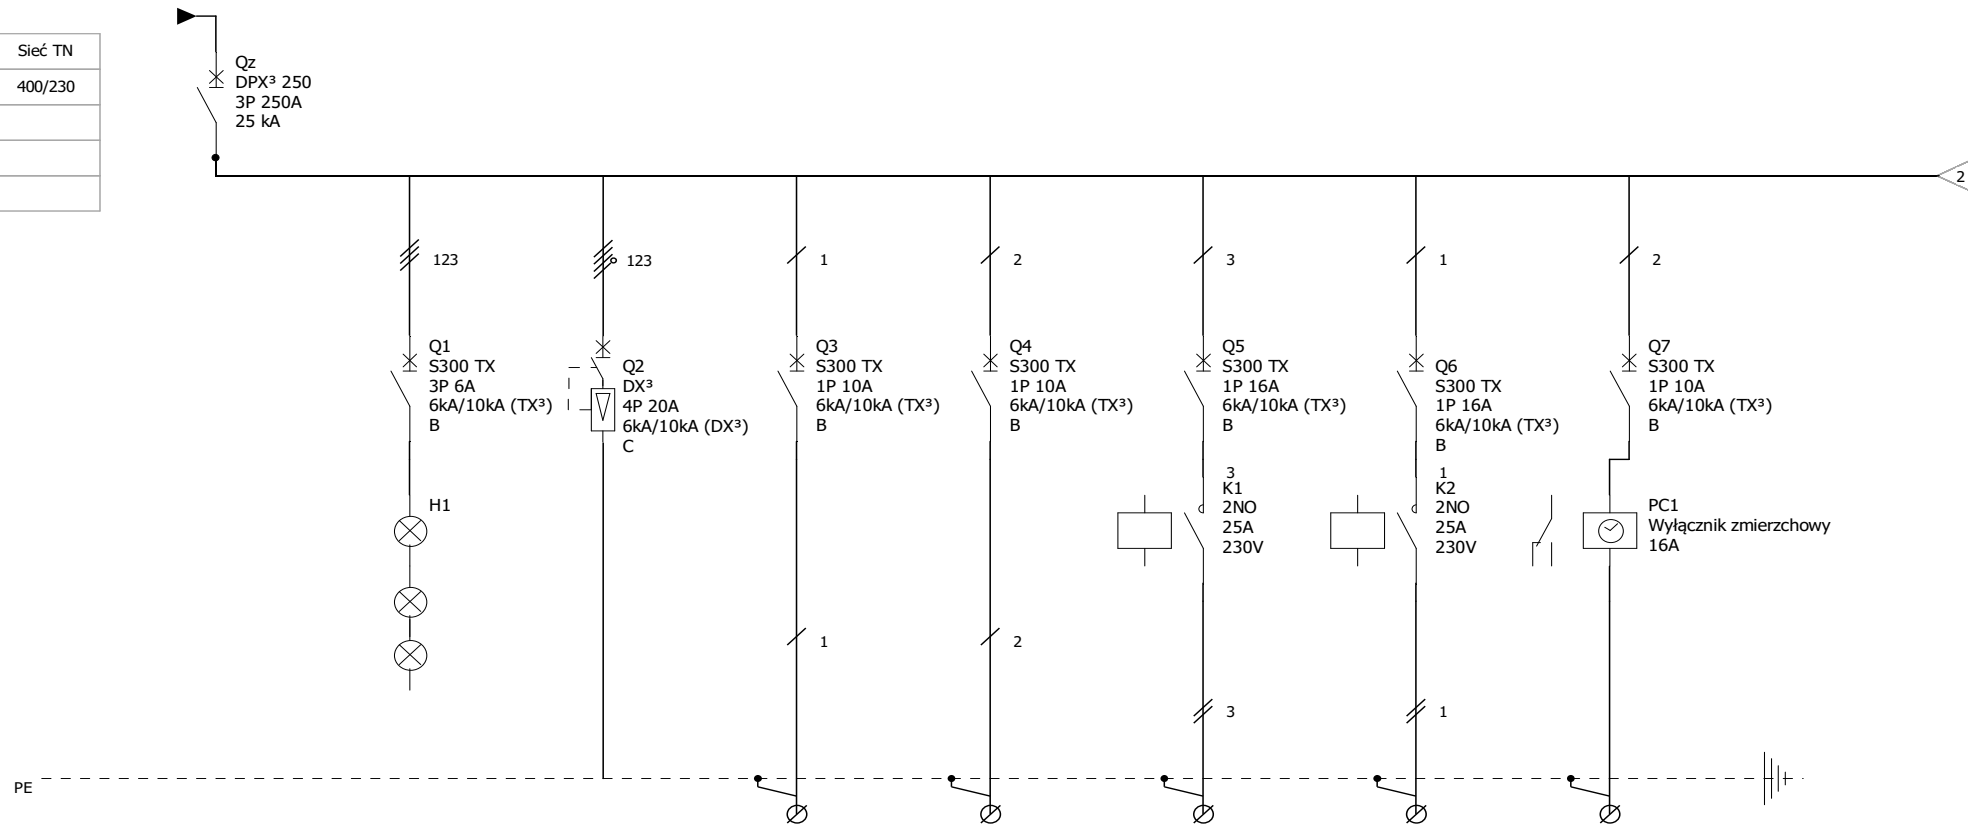 Sieć TN
400/230
Qz
DPX³ 250
3P 250A
25 kA
2
123
123
1
2
3
1
2
Q1
S300 TX
3P 6A
6kA/10kA (TX³)
B
Q2
DX³
4P 20A
6kA/10kA (DX³)
C
Q3
S300 TX
1P 10A
6kA/10kA (TX³)
B
Q4
S300 TX
1P 10A
6kA/10kA (TX³)
B
Q5
S300 TX
1P 16A
6kA/10kA (TX³)
B
Q6
S300 TX
1P 16A
6kA/10kA (TX³)
B
Q7
S300 TX
1P 10A
6kA/10kA (TX³)
B
H1
3
K1
2NO
25A
230V
1
K2
2NO
25A
230V
PC1
Wyłącznik zmierzchowy
16A
1
2
3
1
PE